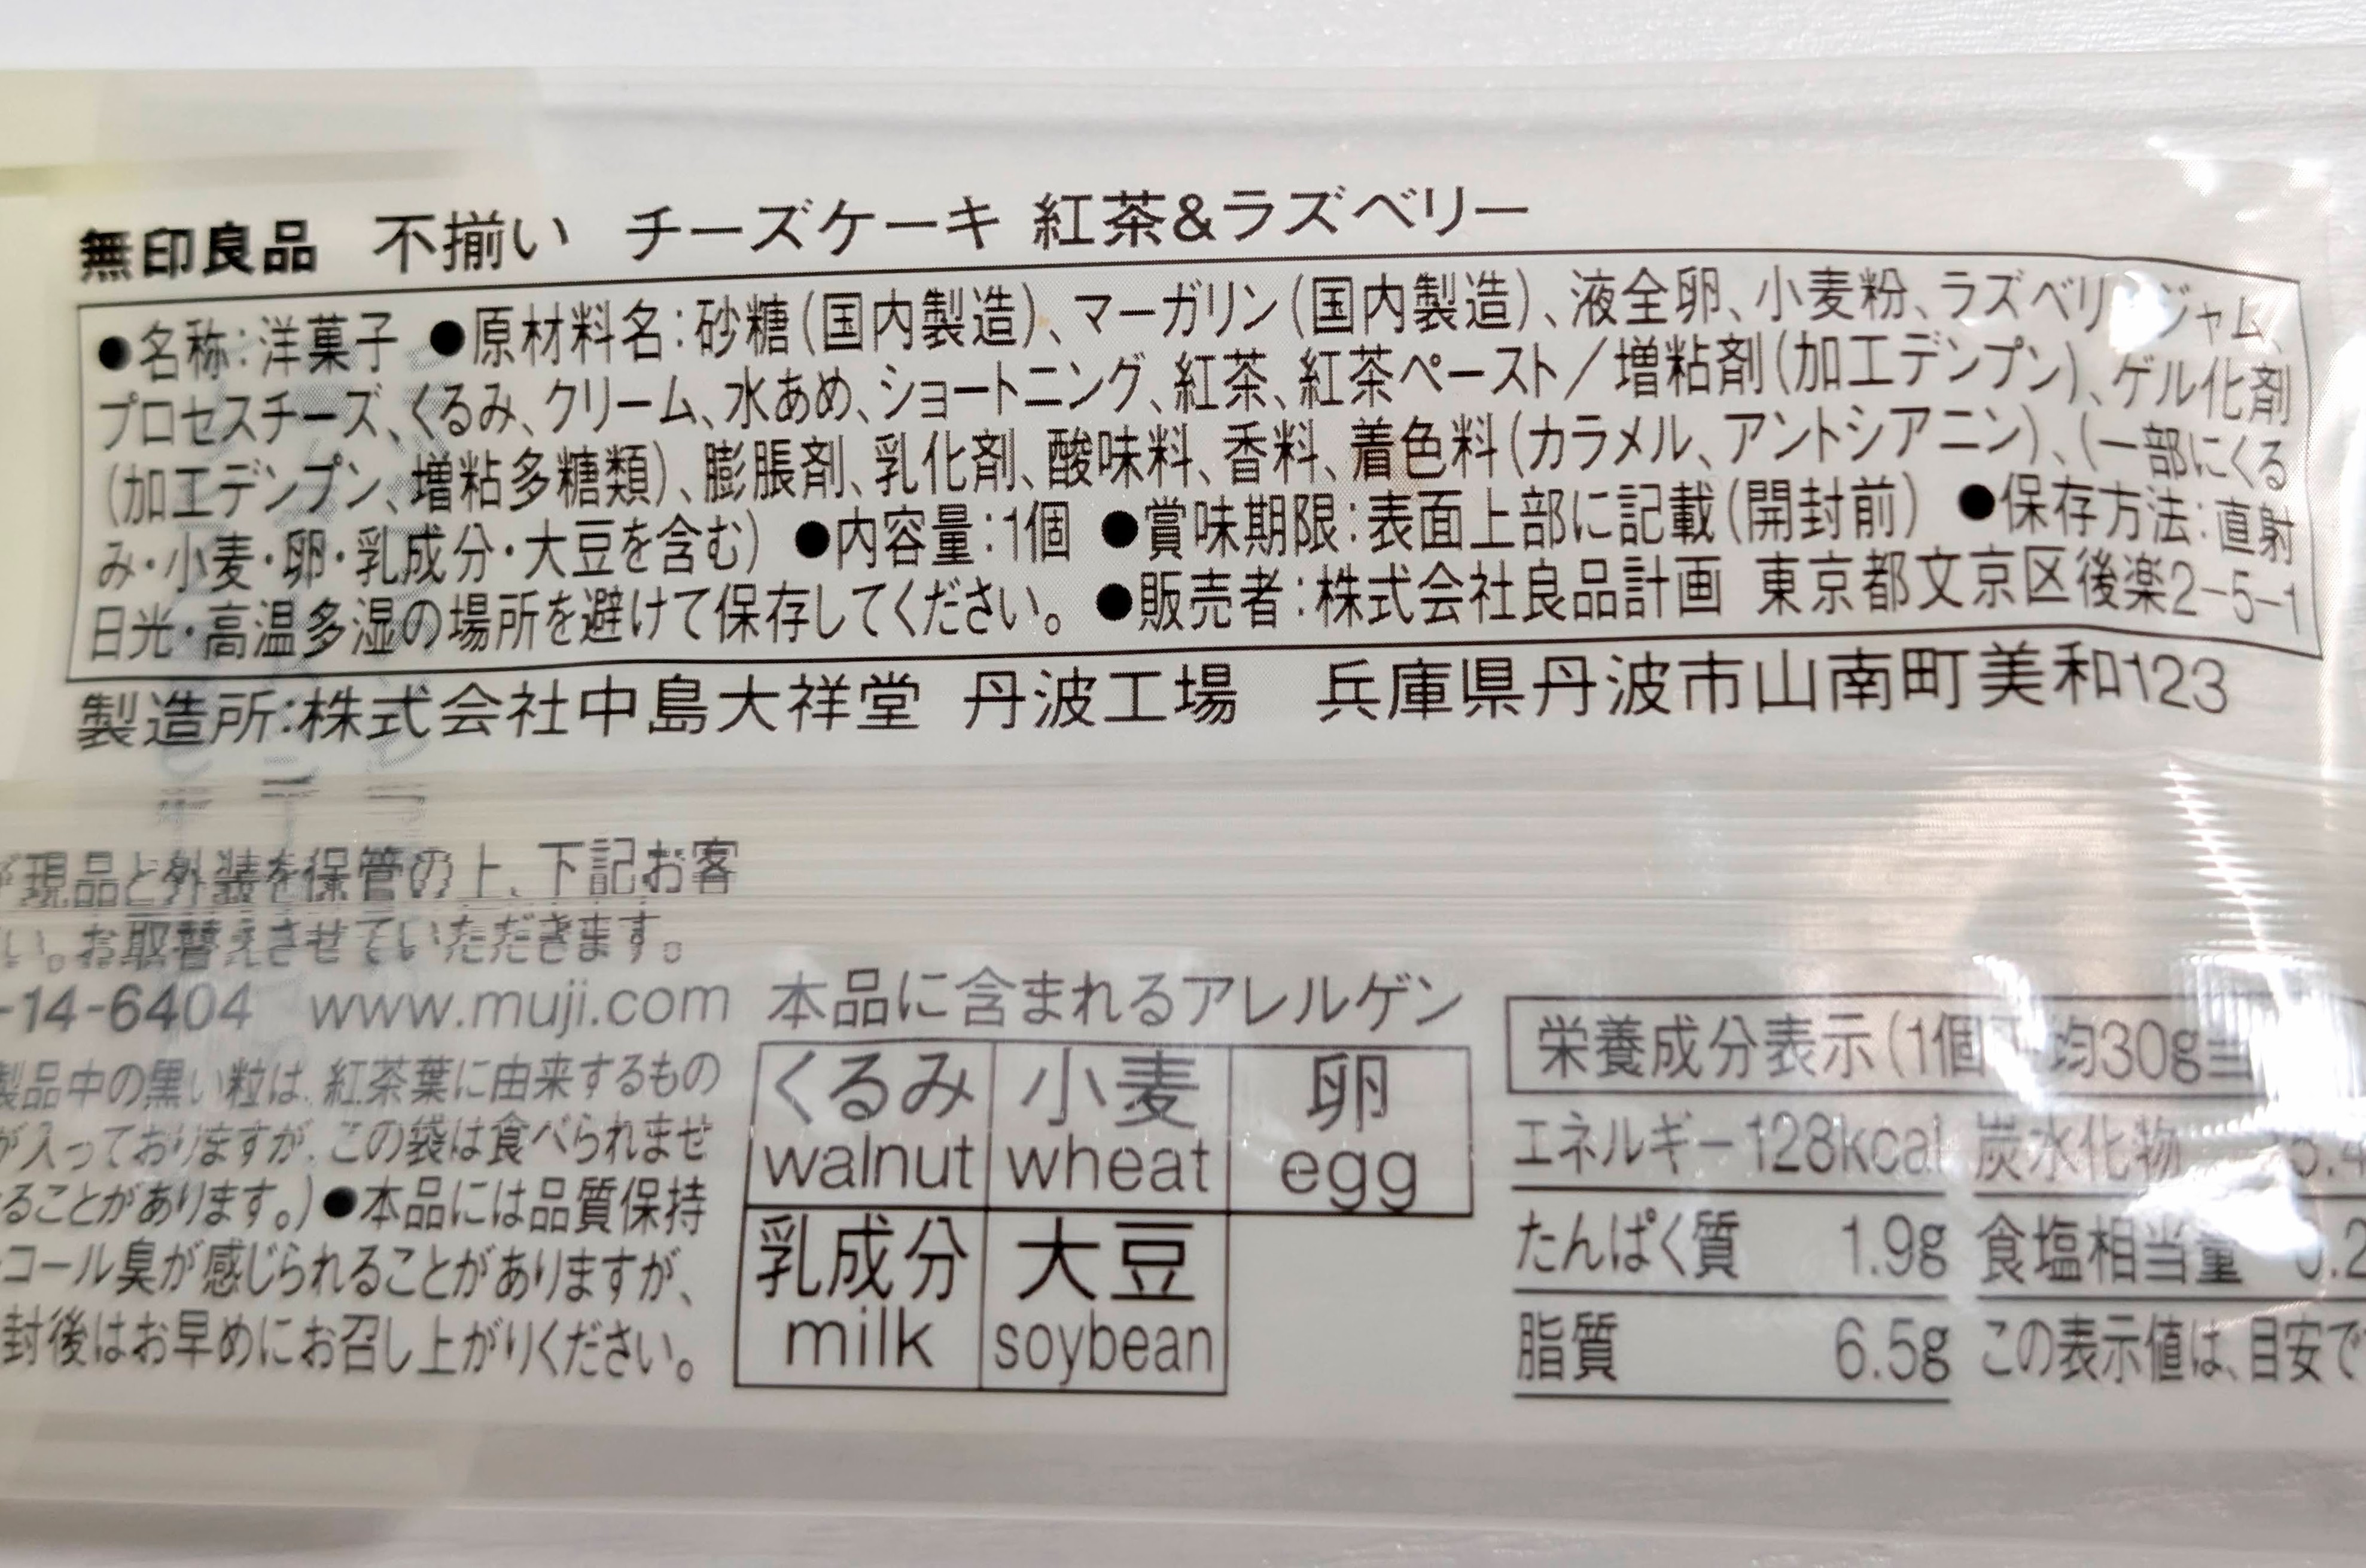 無印良品 不揃い チーズケーキ 紅茶&ラズベリー
●名称:洋菓子 ●原材料名:砂糖(国内製造)、マーガリン(国内製造)、液全卵、小麦粉、ラズベリージャム、
プロセスチーズ、くるみ、クリーム、水あめ、ショートニング、紅茶、紅茶ペースト/増粘剤(加工デンプン)、ゲル化剤
(加工デンプン、増粘多糖類)、膨脹剤、乳化剤、酸味料、香料、着色料(カラメル、アントシアニン)、(一部にくる
み・小麦・卵・乳成分・大豆を含む) ●内容量:1個 ●賞味期限:表面上部に記載(開封前) ●保存方法:直射
日光・高温多湿の場所を避けて保存してください。 ●販売者:株式会社良品計画 東京都文京区後楽2-5-1
製造所:株式会社中島大祥堂 丹波工場 兵庫県丹波市山南町美和123
が現品と外装を保管の上、下記お客
い。お取替えさせていただきます。
-14-6404 www.muji.com
製品中の黒い粒は、紅茶葉に由来するもの
が入っておりますが、この袋は食べられませ
ることがあります。)●本品には品質保持
コール臭が感じられることがありますが、
封後はお早めにお召し上がりください。
本品に含まれるアレルゲン
くるみ 小麦 卵
walnut wheat egg
乳成分 大豆
milk soybean
栄養成分表示(1個 均30g当
エネルギー 128kcal 炭水化物 5.4
たんぱく質 1.9g 食塩相当量 .2
脂質 6.5g この表示値は、目安で